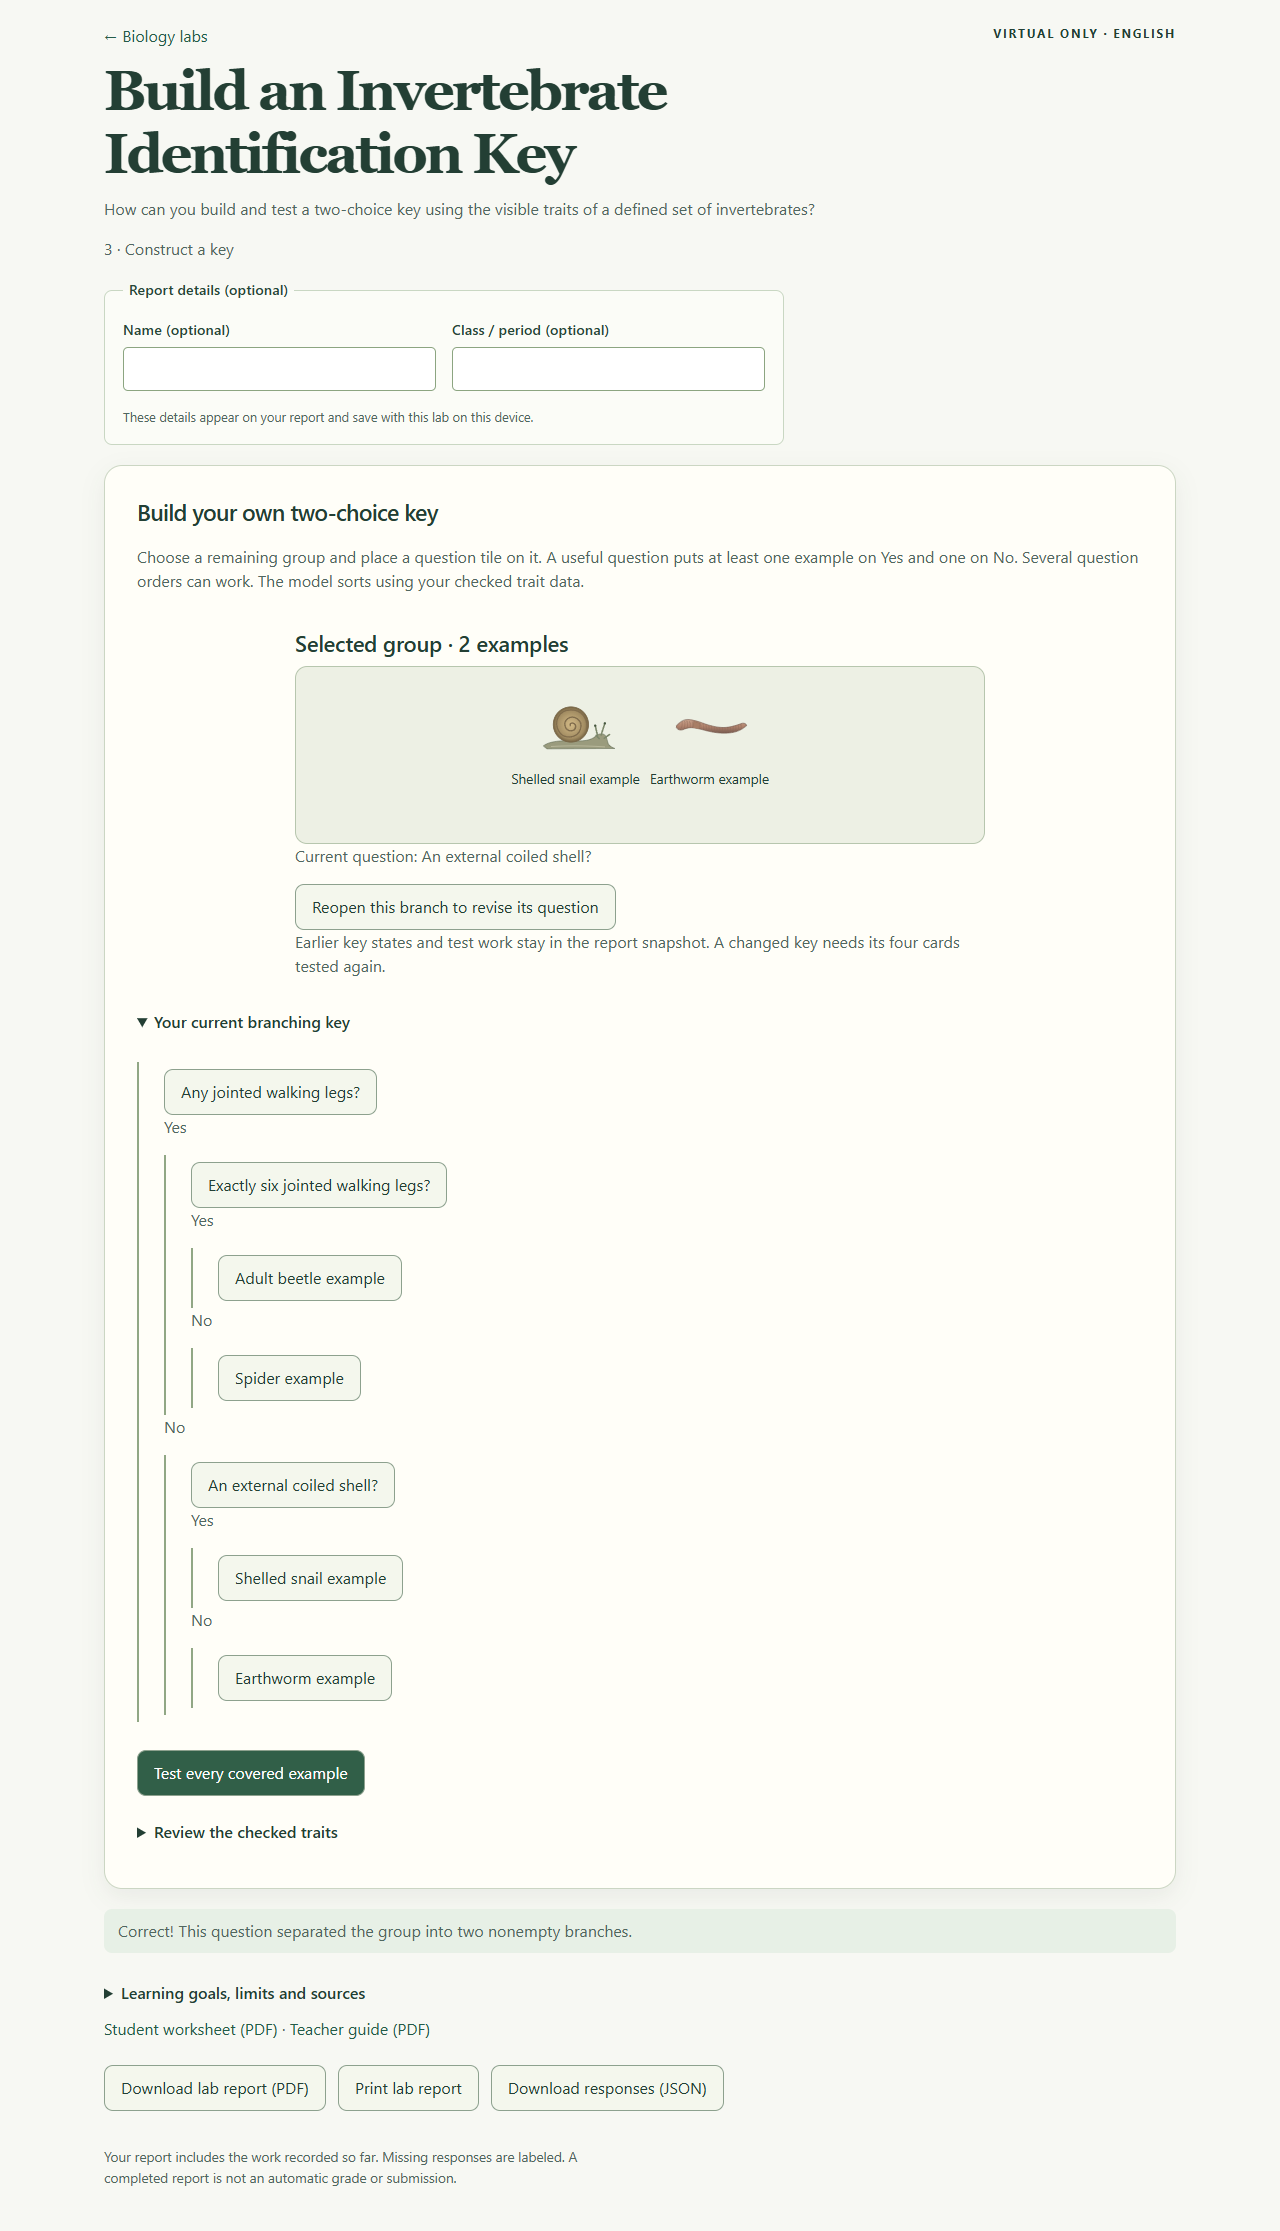 ← Biology labs
VIRTUAL ONLY · ENGLISH
Build an Invertebrate
Identification Key
How can you build and test a two-choice key using the visible traits of a defined set of invertebrates?
3 · Construct a key
Report details (optional)
Name (optional)
Class / period (optional)
These details appear on your report and save with this lab on this device.
Build your own two-choice key
Choose a remaining group and place a question tile on it. A useful question puts at least one example on Yes and one on No. Several question
orders can work. The model sorts using your checked trait data.
Selected group · 2 examples
Shelled snail example
Earthworm example
Current question: An external coiled shell?
Reopen this branch to revise its question
Earlier key states and test work stay in the report snapshot. A changed key needs its four cards
tested again.
▼ Your current branching key
Any jointed walking legs?
Yes
Exactly six jointed walking legs?
Yes
Adult beetle example
No
Spider example
No
An external coiled shell?
Yes
Shelled snail example
No
Earthworm example
Test every covered example
▶ Review the checked traits
Correct! This question separated the group into two nonempty branches.
▶ Learning goals, limits and sources
Student worksheet (PDF) · Teacher guide (PDF)
Download lab report (PDF)
Print lab report
Download responses (JSON)
Your report includes the work recorded so far. Missing responses are labeled. A
completed report is not an automatic grade or submission.